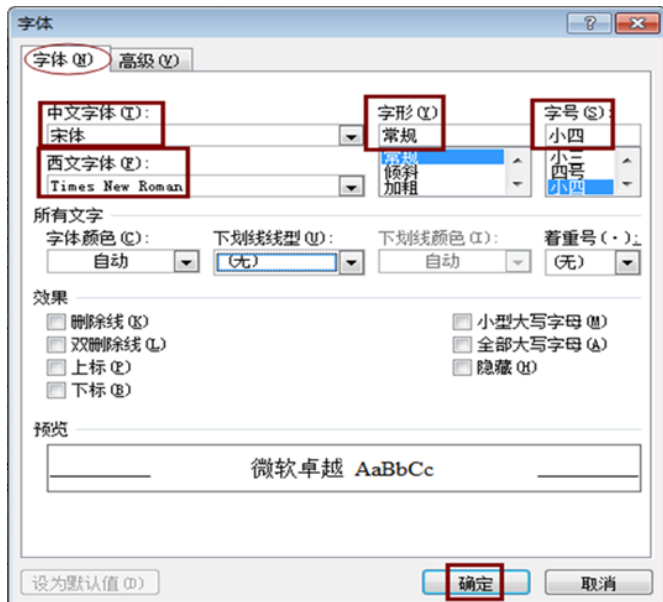 字体
字体(N) 高级(V)
中文字体(T): 字形(Y) 字号(S):
宋体 常规 小四
西文字体(F): 常规 小三
Times New Roman 倾斜 四号
加粗 小四
所有文字
字体颜色(C): 下划线线型(U): 下划线颜色(I): 着重号(·):
自动 (无) 自动 (无)
效果
删除线(K) 小型大写字母(M)
双删除线(L) 全部大写字母(A)
上标(P) 隐藏(H)
下标(B)
预览
微软卓越 AaBbCc
设为默认值(D) 确定 取消